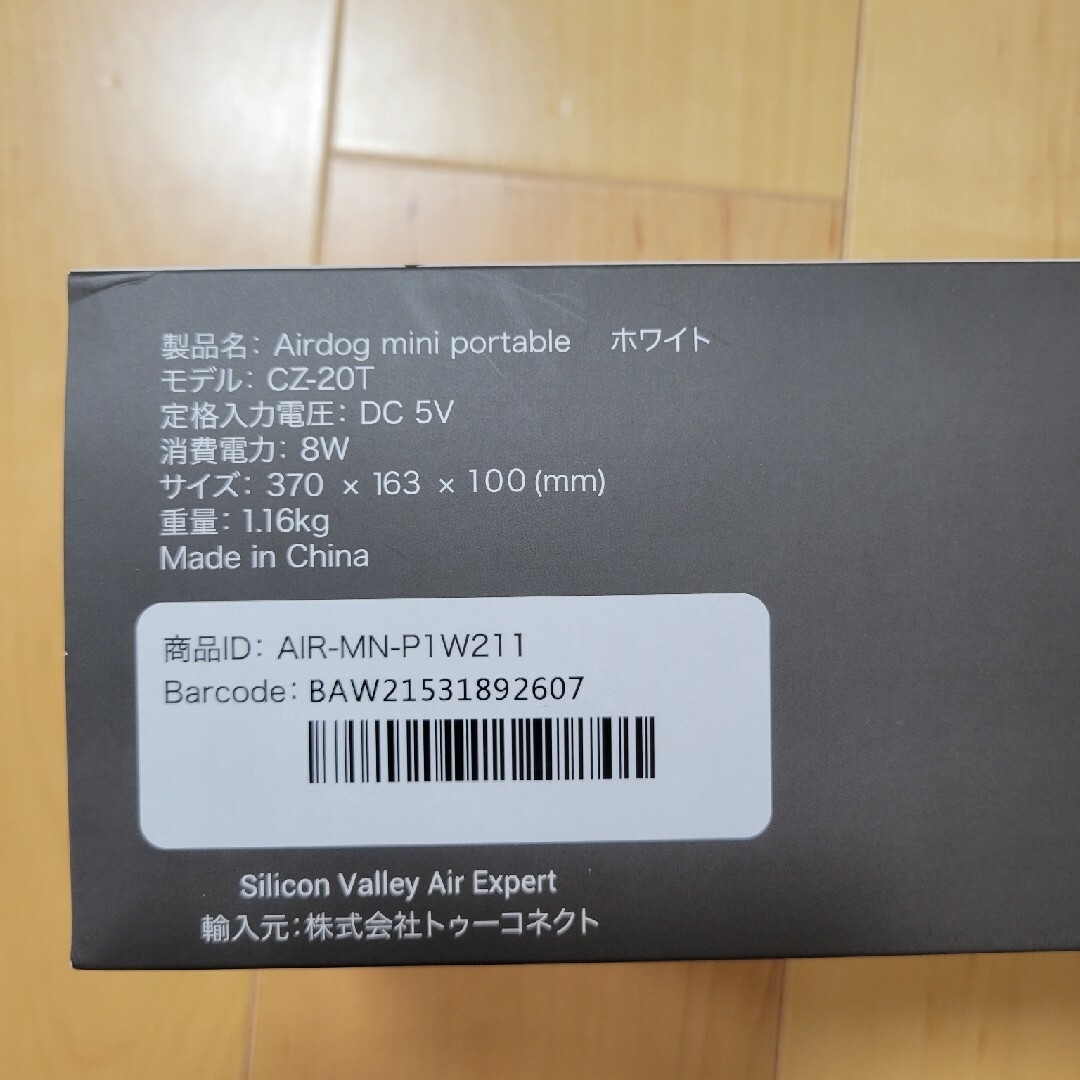 製品名: Airdog mini portable ホワイト
モデル: CZ-20T
定格入力電圧: DC 5V
消費電力: 8W
サイズ: 370 × 163 × 100 (mm)
重量: 1.16kg
Made in China
商品ID: AIR-MN-P1W211
Barcode: BAW21531892607
Silicon Valley Air Expert
輸入元:株式会社トゥーコネクト